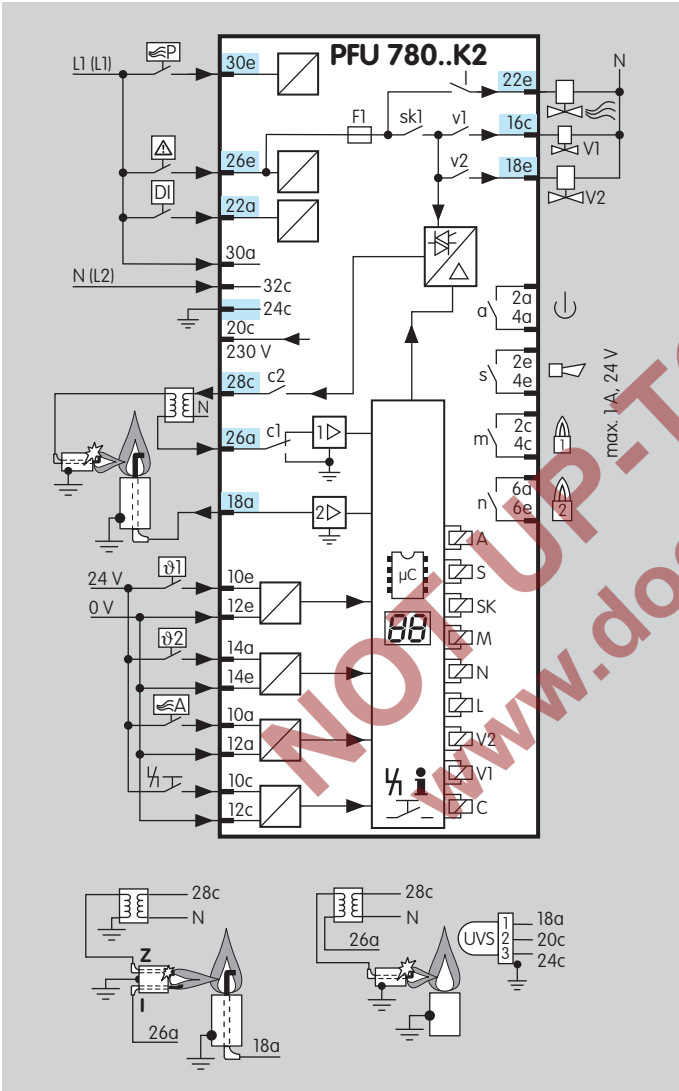 PFU 780..K2
L1 (L1)
P
30e
l
22e
N
F1
sk1
v1
16c
V1
26e
v2
18e
V2
DI
22a
30a
N (L2)
32c
24c
20c
230 V
a
2a
4a
s
2e
4e
max. 1 A, 24 V
28c
c2
N
26a
c1
1
m
2c
4c
1
18a
2
n
6a
6e
2
24 V
ϑ1
10e
0 V
12e
µC
88
A
S
SK
M
N
L
V2
V1
C
ϑ2
14a
14e
A
10a
12a
10c
12c
i
NOT UP-TO
www.doc
28c
N
Z
I
26a
18a
28c
N
26a
UVS
1
2
3
18a
20c
24c